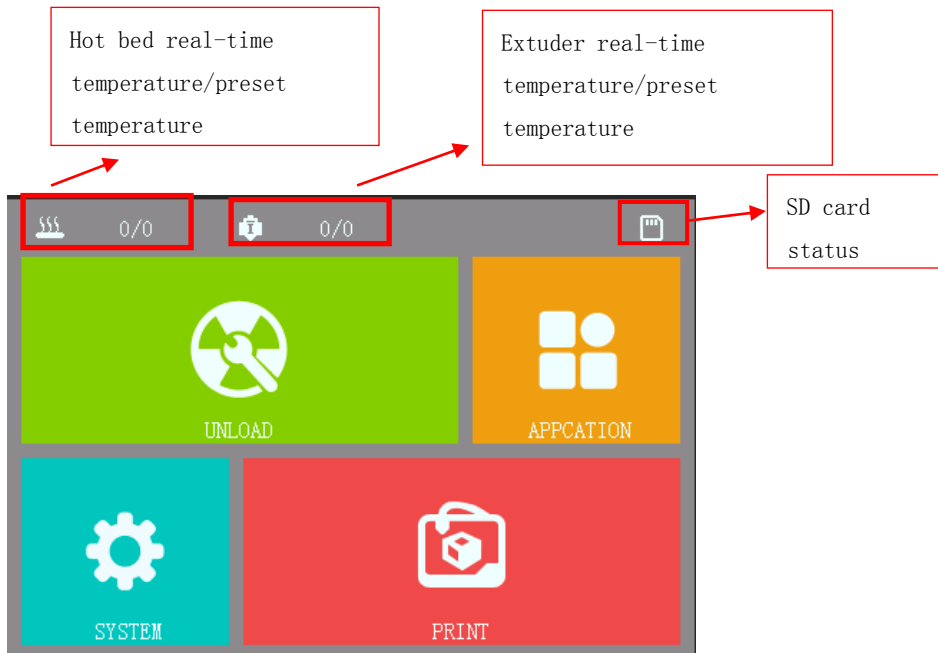 Hot bed real-time
temperature/preset
temperature
Extuder real-time
temperature/preset
temperature
SD card
status
0/0
0/0
UNLOAD
APPCATION
SYSTEM
PRINT